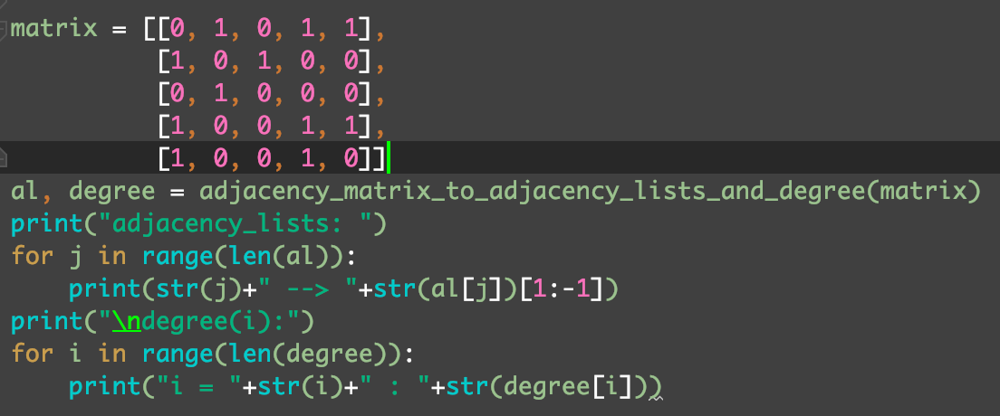 matrix = [[0, 1, 0, 1, 1],
          [1, 0, 1, 0, 0],
          [0, 1, 0, 0, 0],
          [1, 0, 0, 1, 1],
          [1, 0, 0, 1, 0]]
al, degree = adjacency_matrix_to_adjacency_lists_and_degree(matrix)
print("adjacency_lists: ")
for j in range(len(al)):
    print(str(j)+" --> "+str(al[j])[1:-1])
print("\ndegree(i):")
for i in range(len(degree)):
    print("i = "+str(i)+" : "+str(degree[i]))